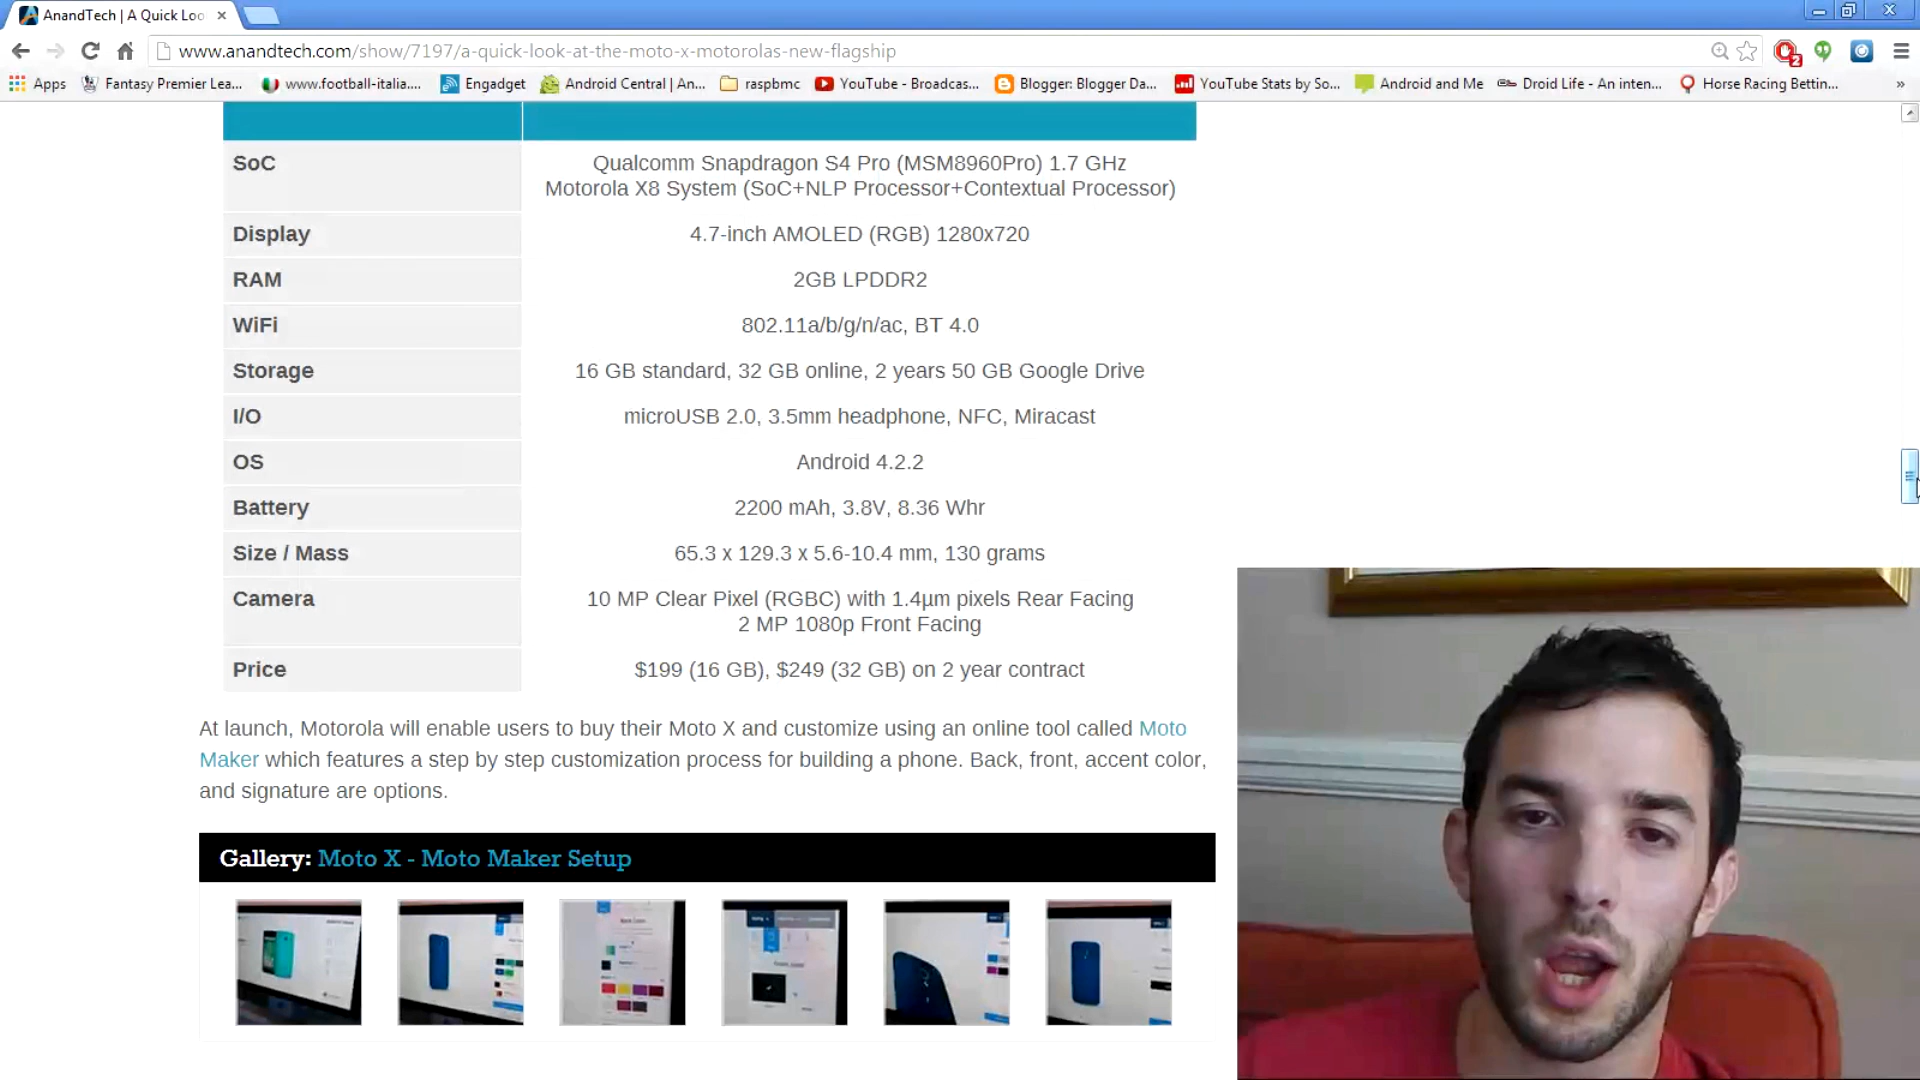 AnandTech | A Quick Loo
www.anandtech.com/show/7197/a-quick-look-at-the-moto-x-motorolas-new-flagship
2
Apps
Fantasy Premier Lea...
www.football-italia....
Engadget
Android Central | An...
raspbmc
YouTube - Broadcas...
Blogger: Blogger Da...
YouTube Stats by So...
Android and Me
Droid Life - An inten...
Horse Racing Bettin...
»
SoC
Qualcomm Snapdragon S4 Pro (MSM8960Pro) 1.7 GHz
Motorola X8 System (SoC+NLP Processor+Contextual Processor)
Display
4.7-inch AMOLED (RGB) 1280x720
RAM
2GB LPDDR2
WiFi
802.11a/b/g/n/ac, BT 4.0
Storage
16 GB standard, 32 GB online, 2 years 50 GB Google Drive
I/O
microUSB 2.0, 3.5mm headphone, NFC, Miracast
OS
Android 4.2.2
Battery
2200 mAh, 3.8V, 8.36 Whr
Size / Mass
65.3 x 129.3 x 5.6-10.4 mm, 130 grams
Camera
10 MP Clear Pixel (RGBC) with 1.4µm pixels Rear Facing
2 MP 1080p Front Facing
Price
$199 (16 GB), $249 (32 GB) on 2 year contract
At launch, Motorola will enable users to buy their Moto X and customize using an online tool called Moto
Maker which features a step by step customization process for building a phone. Back, front, accent color,
and signature are options.
Gallery: Moto X - Moto Maker Setup